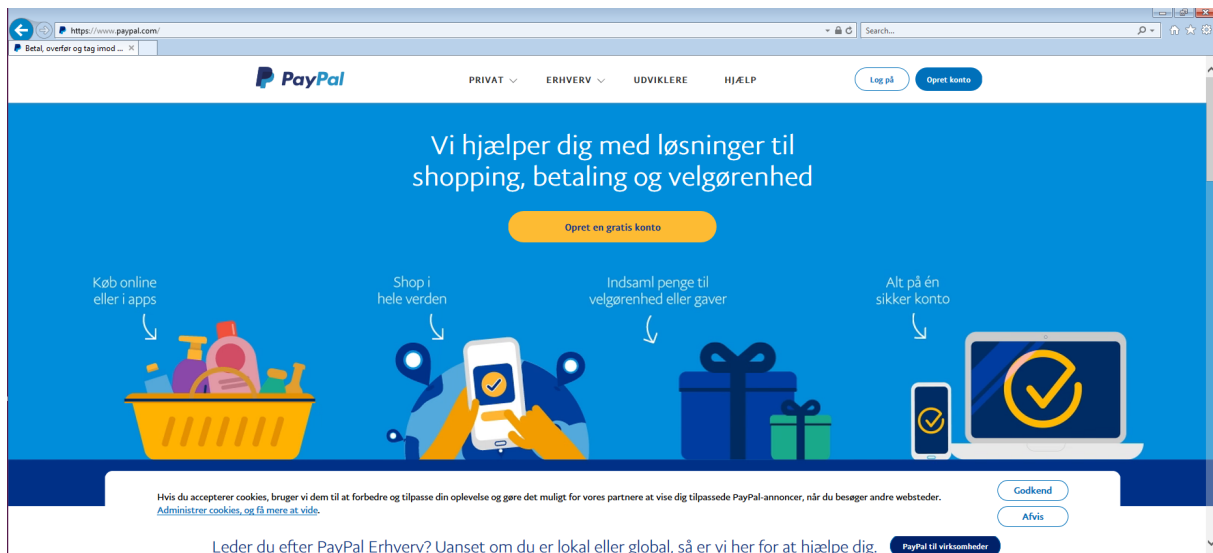 https://www.paypal.com/
Search...
Betal, overfør og tag imod ...
PayPal
PRIVAT
ERHVERV
UDVIKLERE
HJÆLP
Log på
Opret konto
Vi hjælper dig med løsninger til
shopping, betaling og velgørenhed
Opret en gratis konto
Køb online
eller i apps
Shop i
hele verden
Indsaml penge til
velgørenhed eller gaver
Alt på én
sikker konto
Hvis du accepterer cookies, bruger vi dem til at forbedre og tilpasse din oplevelse og gøre det muligt for vores partnere at vise dig tilpassede PayPal-annoncer, når du besøger andre websteder.
Administrer cookies, og få mere at vide.
Godkend
Afvis
Leder du efter PayPal Erhverv? Uanset om du er lokal eller global, så er vi her for at hjælpe dig.
PayPal til virksomheder